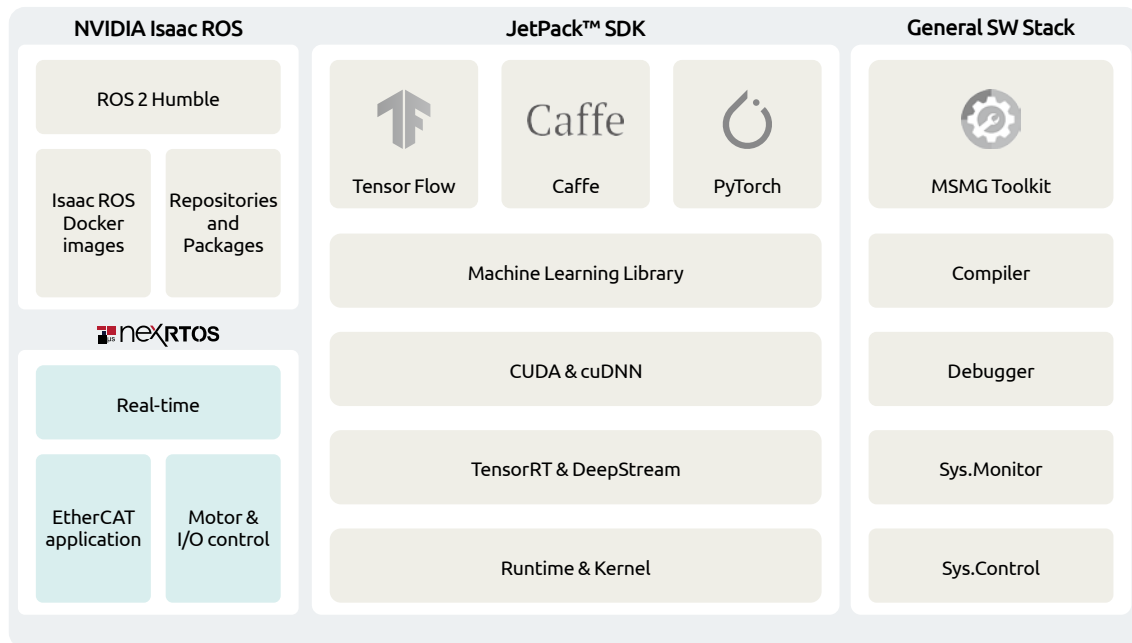 NVIDIA Isaac ROS
ROS 2 Humble
Isaac ROS
Docker
images
Repositories
and
Packages
nexRTOS
Real-time
EtherCAT
application
Motor &
I/O control
JetPack™ SDK
Tensor Flow
Caffe
Caffe
PyTorch
Machine Learning Library
CUDA & cuDNN
TensorRT & DeepStream
Runtime & Kernel
General SW Stack
MSMG Toolkit
Compiler
Debugger
Sys.Monitor
Sys.Control